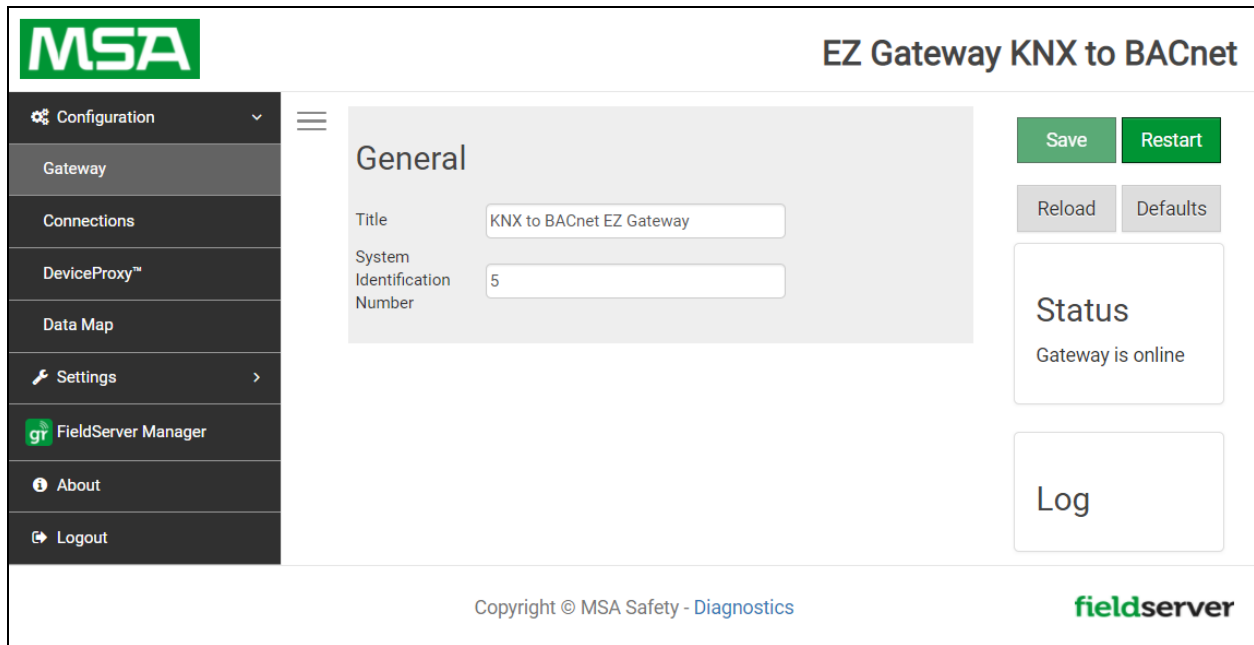 MSA
EZ Gateway KNX to BACnet
Configuration
Gateway
Connections
DeviceProxy™
Data Map
Settings
gr FieldServer Manager
About
Logout
General
Title
KNX to BACnet EZ Gateway
System
Identification
Number
5
Save
Restart
Reload
Defaults
Status
Gateway is online
Log
Copyright © MSA Safety - Diagnostics
fieldserver